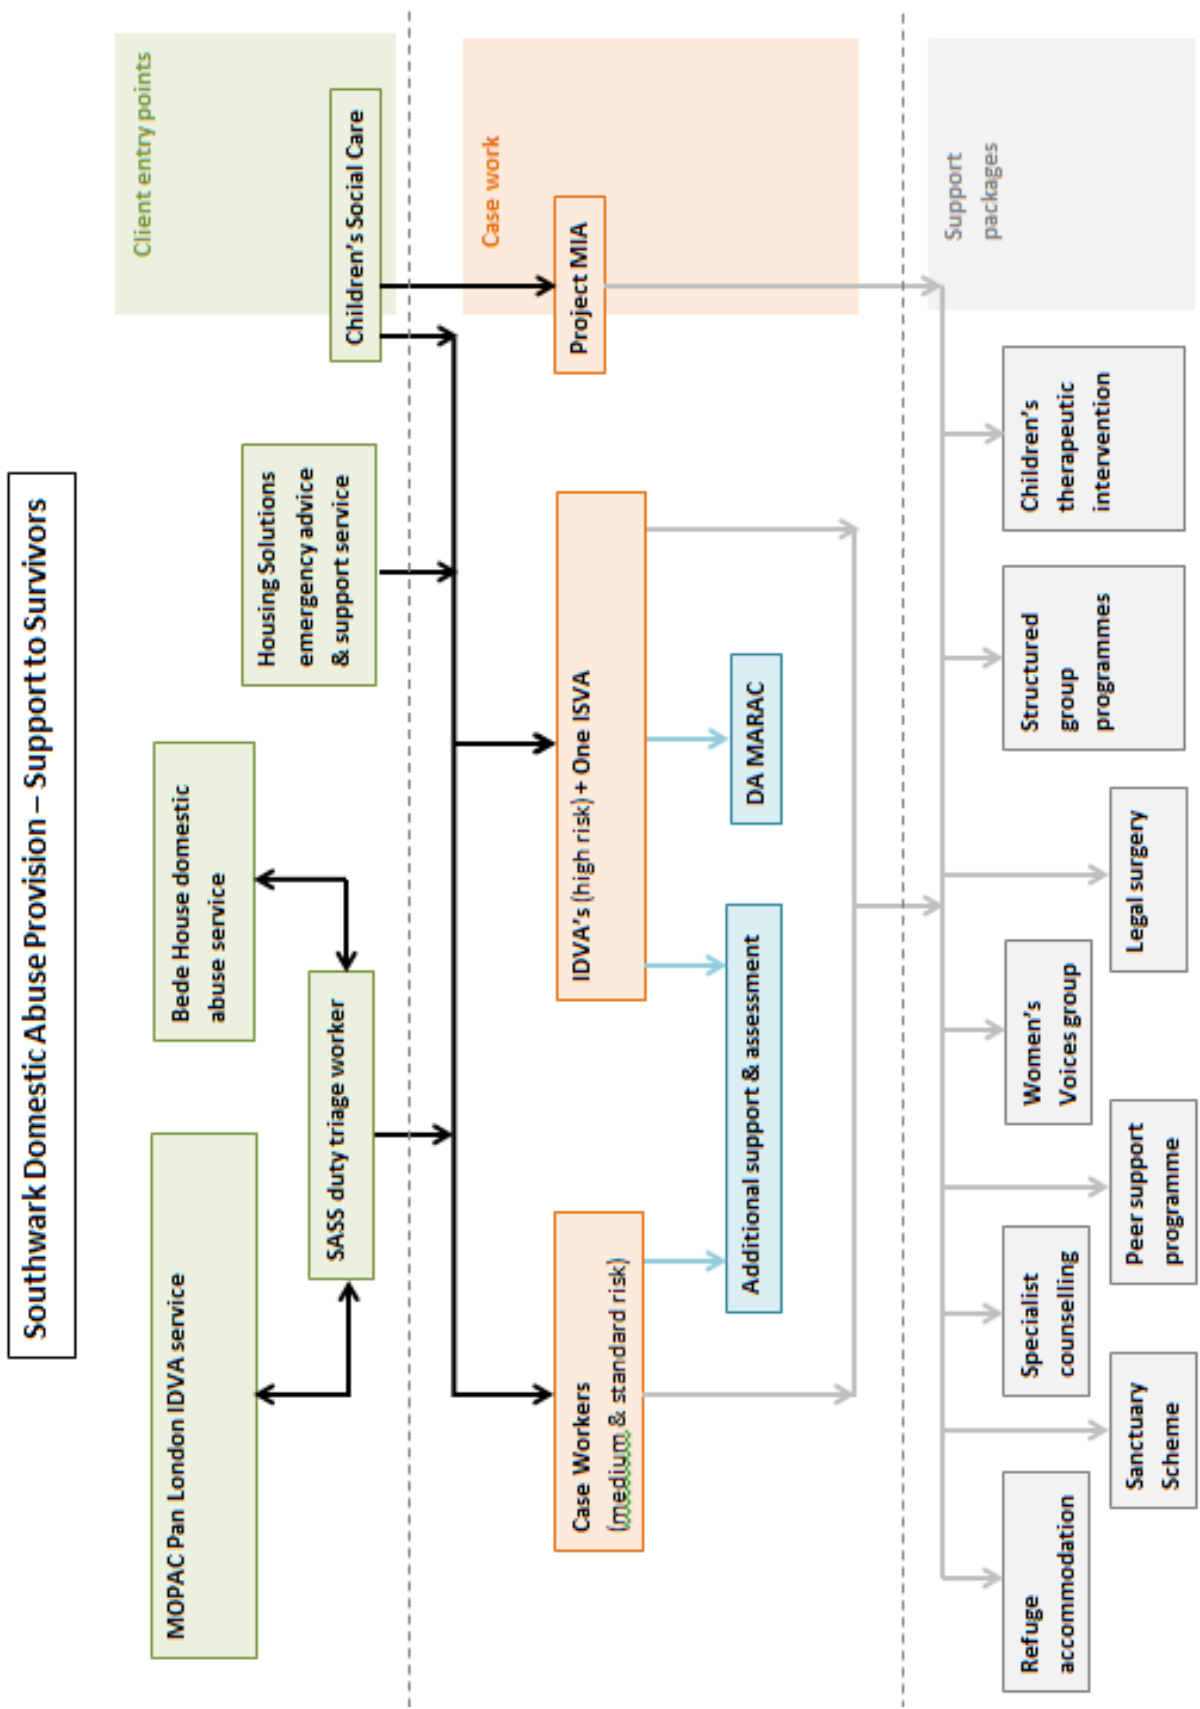 Southwark Domestic Abuse Provision – Support to Survivors
Client entry points
MOPAC Pan London IDVA service
Bede House domestic
abuse service
SASS duty triage worker
Housing Solutions
emergency advice
& support service
Children's Social Care
Case work
Case Workers
(medium & standard risk)
IDVA's (high risk) + One ISVA
Project MIA
Additional support & assessment
DA MARAC
Support
packages
Refuge
accommodation
Sanctuary
Scheme
Specialist
counselling
Peer support
programme
Women's
Voices group
Legal surgery
Structured
group
programmes
Children's
therapeutic
intervention